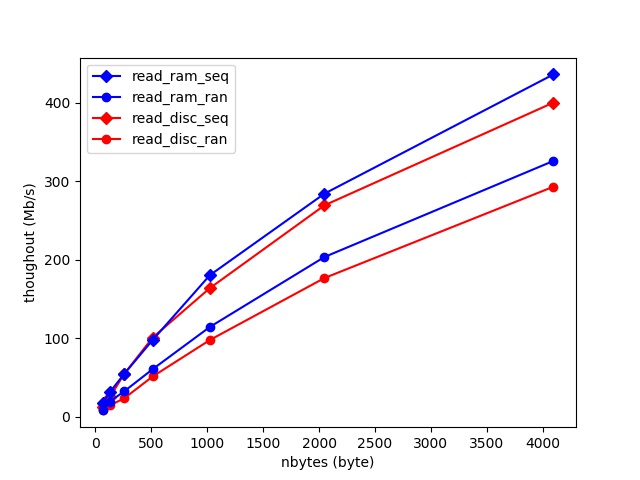 read_ram_seq
read_ram_ran
read_disc_seq
read_disc_ran
thoughout (Mb/s)
400
300
200
100
0
0 500 1000 1500 2000 2500 3000 3500 4000
nbytes (byte)